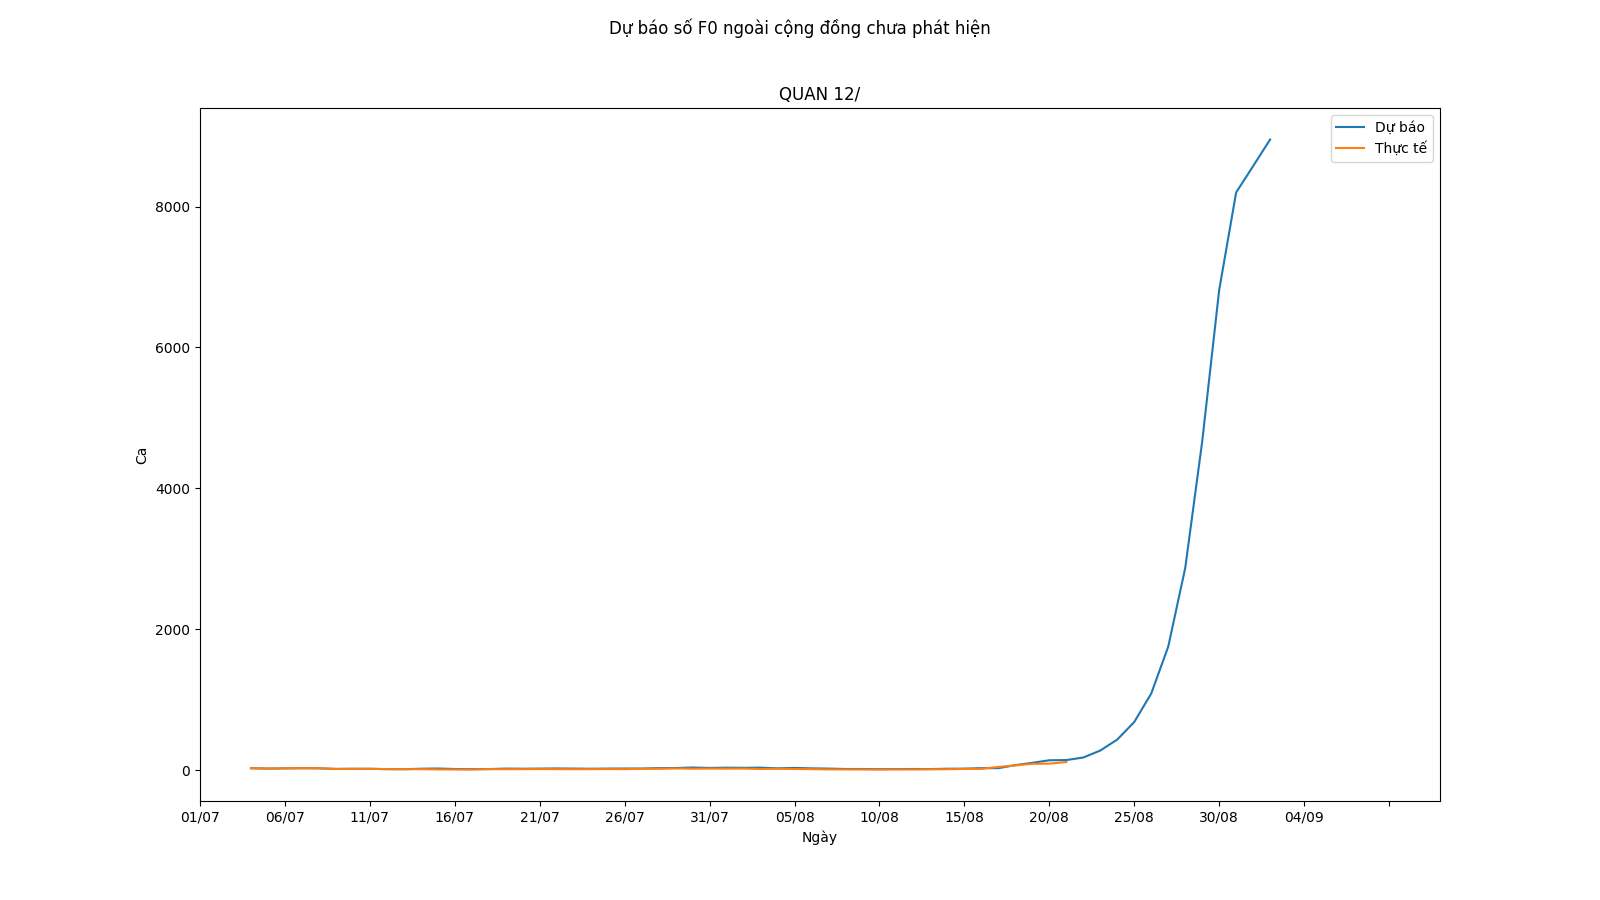 Dự báo số F0 ngoài cộng đồng chưa phát hiện
QUAN 12/
Dự báo
Thực tế
8000
6000
4000
2000
0
Ca
01/07 06/07 11/07 16/07 21/07 26/07 31/07 05/08 10/08 15/08 20/08 25/08 30/08 04/09
Ngày